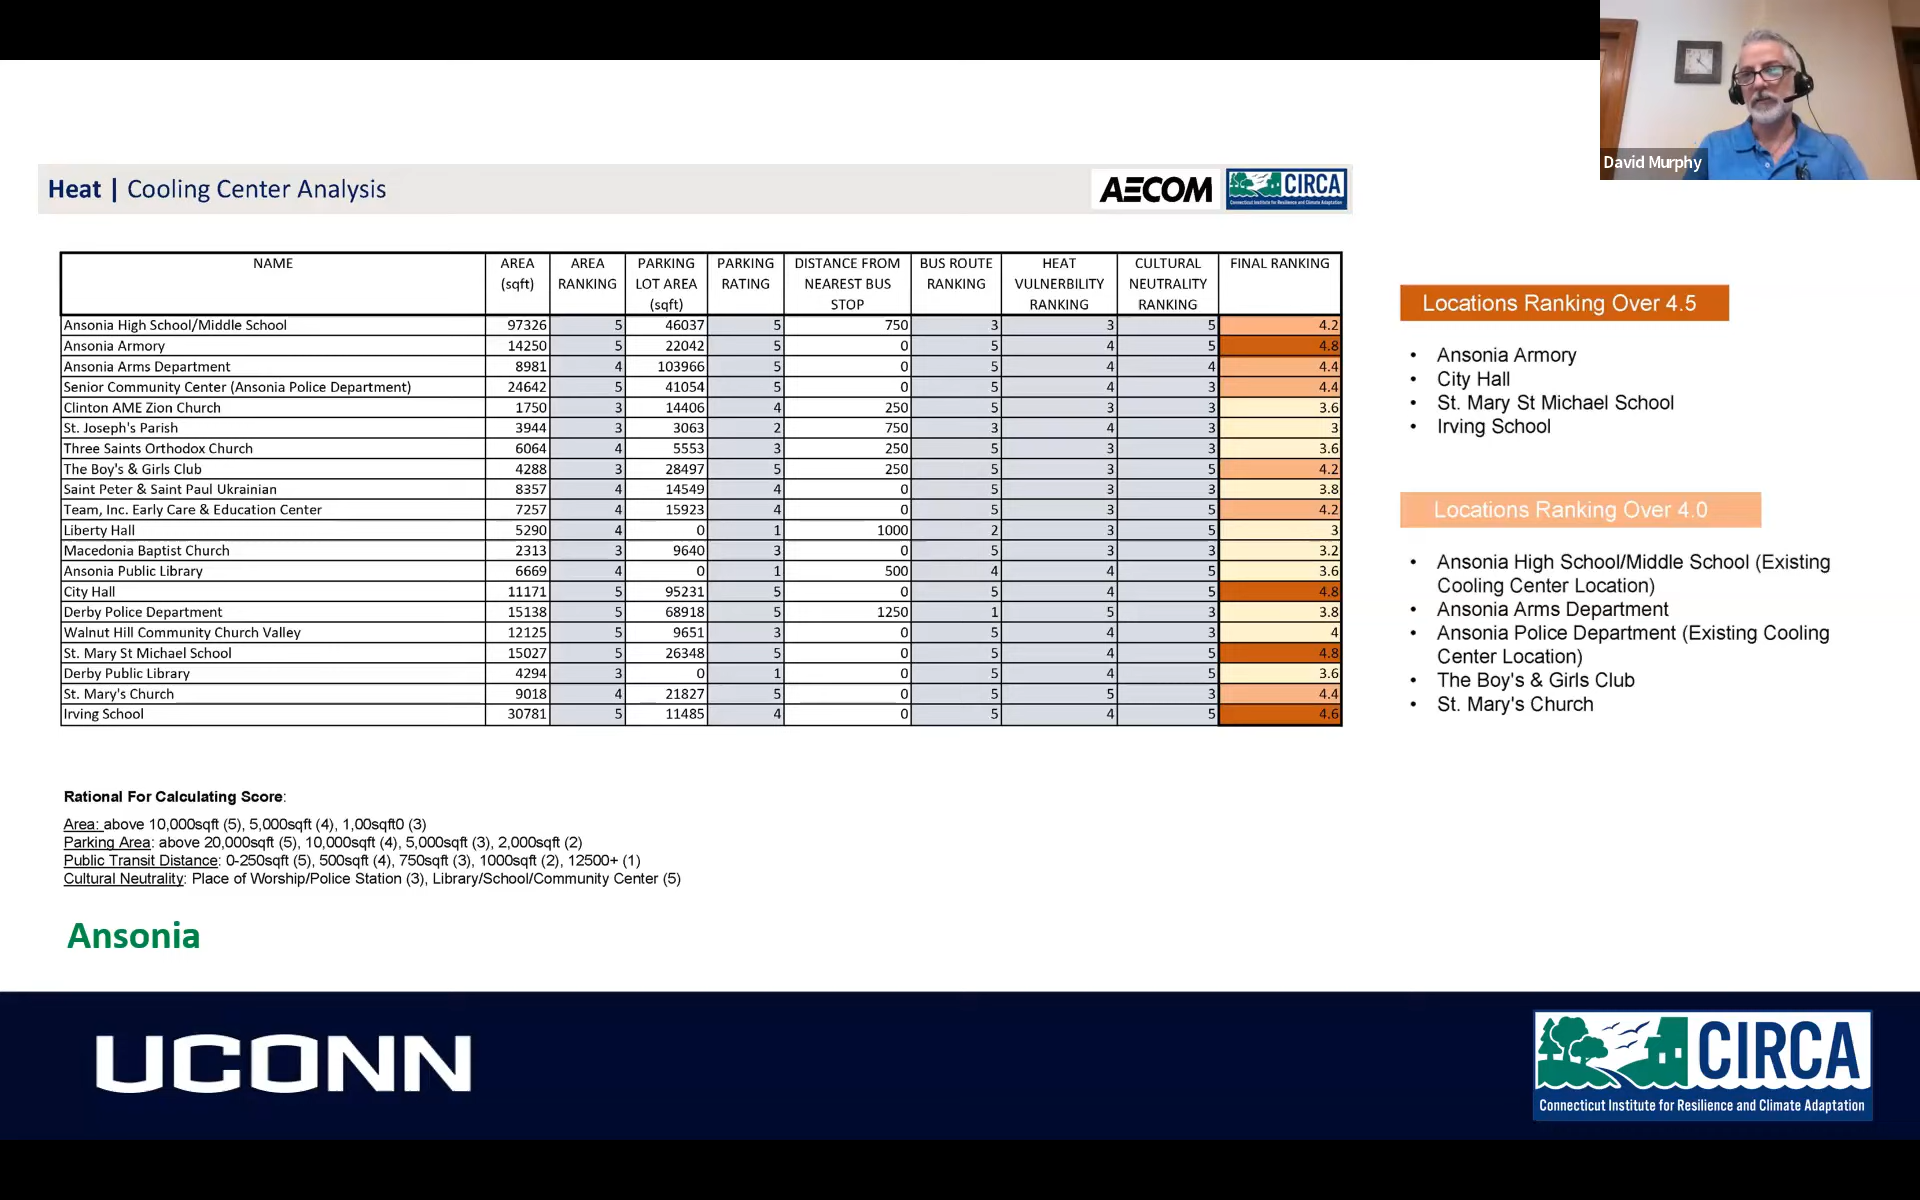 David Murphy
Heat | Cooling Center Analysis
AECOM
CIRCA
Connecticut Institute for Resilience and Climate Adaptation
NAME AREA (sqft) AREA RANKING PARKING LOT AREA (sqft) PARKING RATING DISTANCE FROM NEAREST BUS STOP BUS ROUTE RANKING HEAT VULNERBILITY RANKING CULTURAL NEUTRALITY RANKING FINAL RANKING
Ansonia High School/Middle School 97326 5 46037 5 750 3 3 5 4.2
Ansonia Armory 14250 5 22042 5 0 5 4 5 4.8
Ansonia Arms Department 8981 4 103966 5 0 5 4 4 4.4
Senior Community Center (Ansonia Police Department) 24642 5 41054 5 0 5 4 3 4.4
Clinton AME Zion Church 1750 3 14406 4 250 5 3 3 3.6
St. Joseph's Parish 3944 3 3063 2 750 3 4 3 3
Three Saints Orthodox Church 6064 4 5553 3 250 5 3 3 3.6
The Boy's & Girls Club 4288 3 28497 5 250 5 3 5 4.2
Saint Peter & Saint Paul Ukrainian 8357 4 14549 4 0 5 3 3 3.8
Team, Inc. Early Care & Education Center 7257 4 15923 4 0 5 3 5 4.2
Liberty Hall 5290 4 0 1 1000 2 3 5 3
Macedonia Baptist Church 2313 3 9640 3 0 5 3 3 3.2
Ansonia Public Library 6669 4 0 1 500 4 4 5 3.6
City Hall 11171 5 95231 5 0 5 4 5 4.8
Derby Police Department 15138 5 68918 5 1250 1 5 3 3.8
Walnut Hill Community Church Valley 12125 5 9651 3 0 5 4 3 4
St. Mary St Michael School 15027 5 26348 5 0 5 4 5 4.8
Derby Public Library 4294 3 0 1 0 5 4 5 3.6
St. Mary's Church 9018 4 21827 5 0 5 5 3 4.4
Irving School 30781 5 11485 4 0 5 4 5 4.6
Locations Ranking Over 4.5
• Ansonia Armory
• City Hall
• St. Mary St Michael School
• Irving School
Locations Ranking Over 4.0
• Ansonia High School/Middle School (Existing
Cooling Center Location)
• Ansonia Arms Department
• Ansonia Police Department (Existing Cooling
Center Location)
• The Boy's & Girls Club
• St. Mary's Church
Rational For Calculating Score:
Area: above 10,000sqft (5), 5,000sqft (4), 1,00sqft0 (3)
Parking Area: above 20,000sqft (5), 10,000sqft (4), 5,000sqft (3), 2,000sqft (2)
Public Transit Distance: 0-250sqft (5), 500sqft (4), 750sqft (3), 1000sqft (2), 12500+ (1)
Cultural Neutrality: Place of Worship/Police Station (3), Library/School/Community Center (5)
Ansonia
UCONN
CIRCA
Connecticut Institute for Resilience and Climate Adaptation